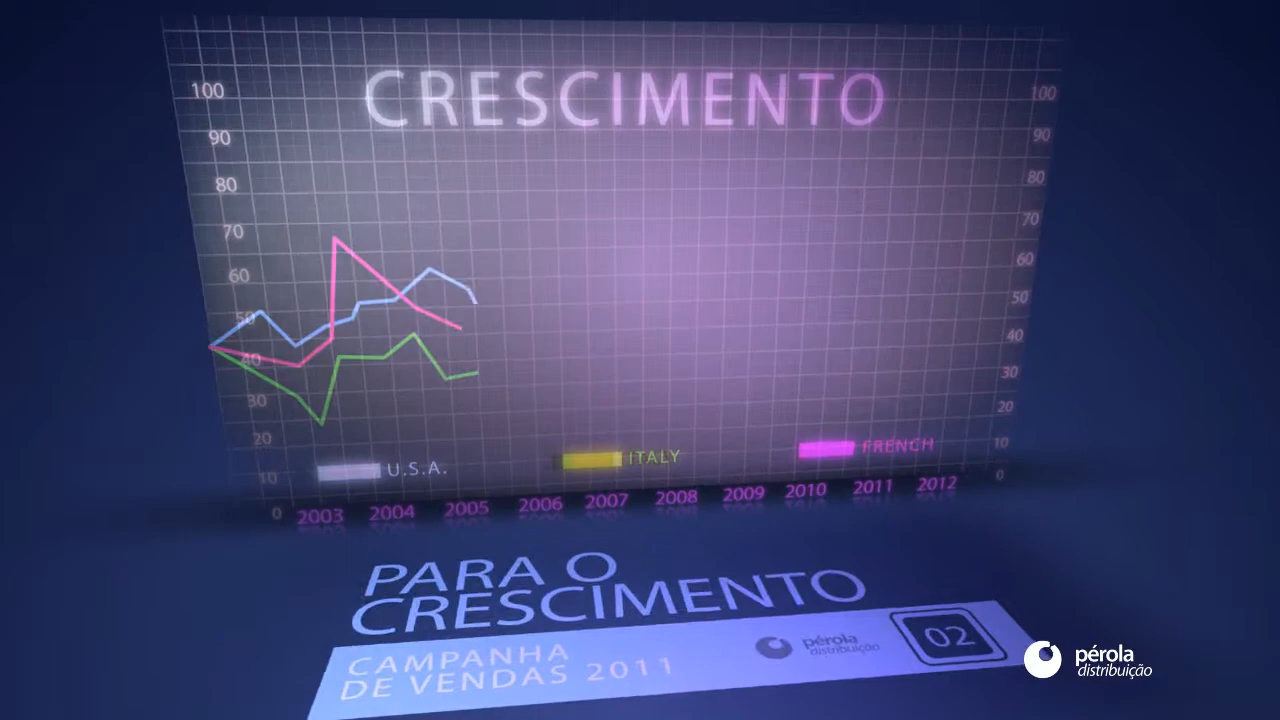 CRESCIMENTO
100
90
80
70
60
50
40
30
20
10
0
100
90
80
70
60
50
40
30
20
10
0
U.S.A.
ITALY
FRENCH
2003 2004 2005 2006 2007 2008 2009 2010 2011 2012
PARA O
CRESCIMENTO
CAMPANHA
DE VENDAS 2011
pérola
distribuição
02
pérola
distribuição